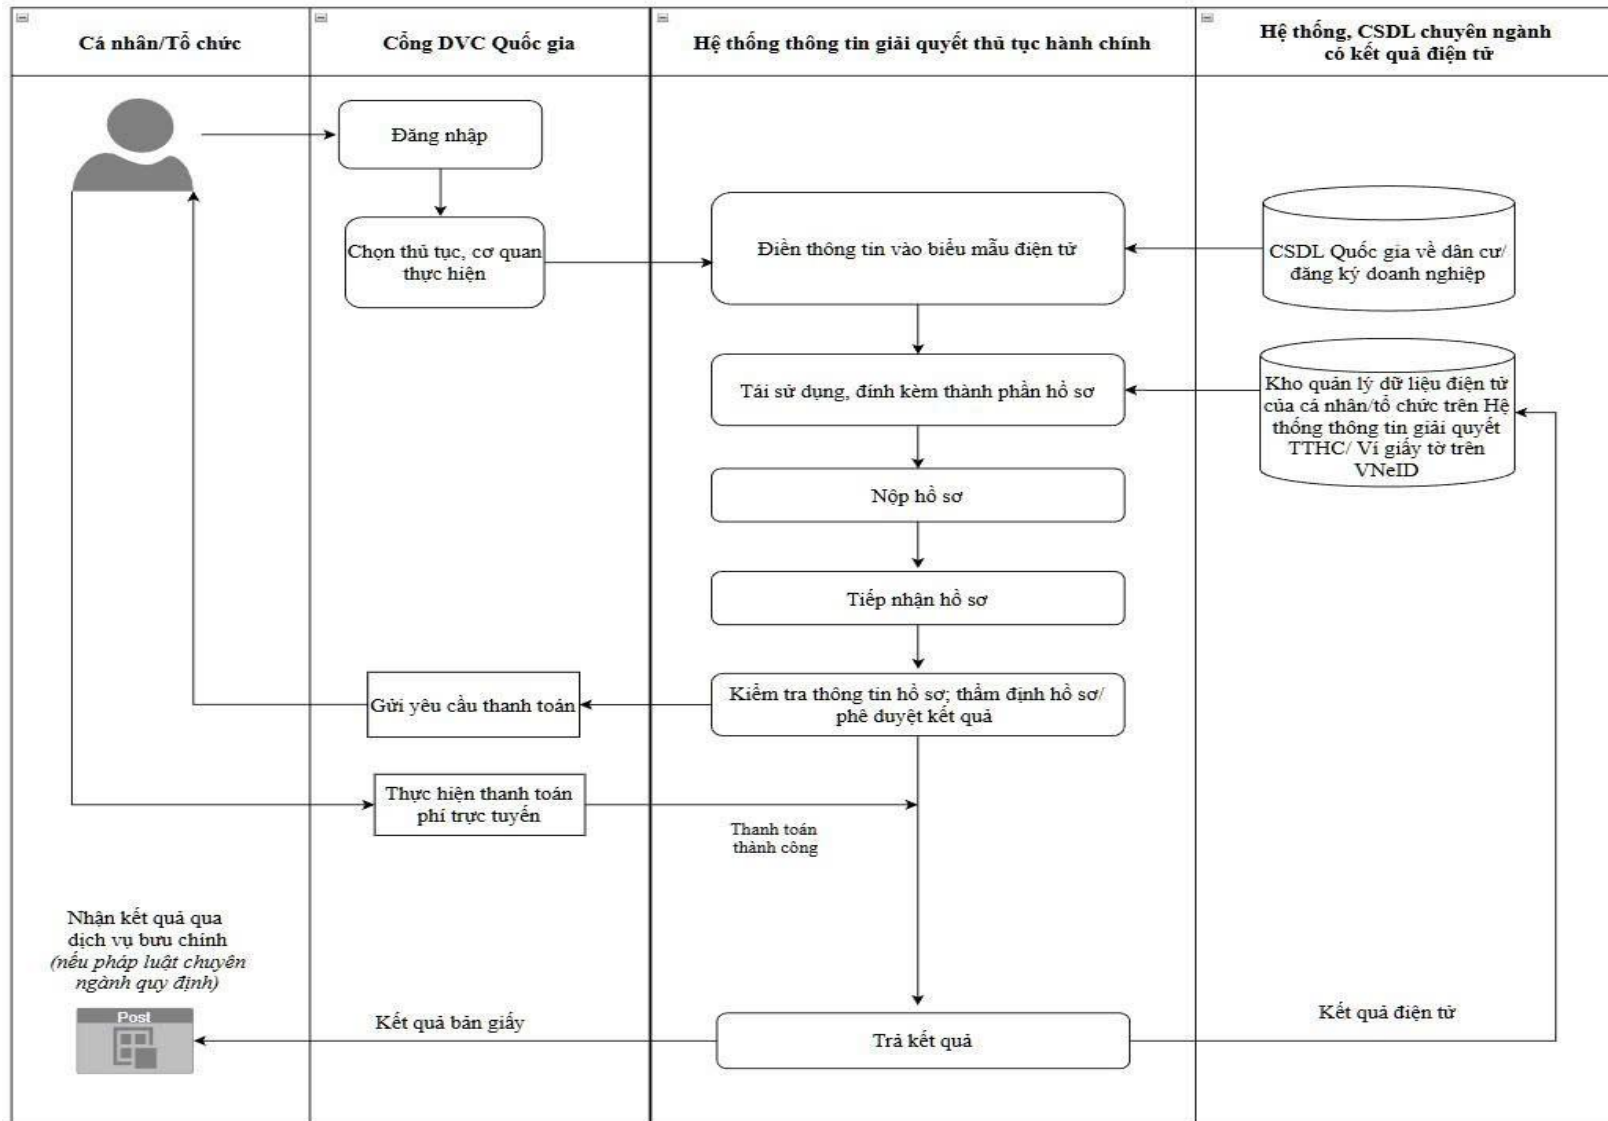 Cá nhân/Tổ chức
Cổng DVC Quốc gia
Hệ thống thông tin giải quyết thủ tục hành chính
Hệ thống, CSDL chuyên ngành
có kết quả điện tử
Đăng nhập
Chọn thủ tục, cơ quan
thực hiện
Điền thông tin vào biểu mẫu điện tử
CSDL Quốc gia về dân cư/
đăng ký doanh nghiệp
Tái sử dụng, đính kèm thành phần hồ sơ
Kho quản lý dữ liệu điện tử
của cá nhân/tổ chức trên Hệ
thống thông tin giải quyết
TTHC/ Ví giấy tờ trên
VNeID
Nộp hồ sơ
Tiếp nhận hồ sơ
Kiểm tra thông tin hồ sơ; thẩm định hồ sơ/
phê duyệt kết quả
Gửi yêu cầu thanh toán
Thực hiện thanh toán
phí trực tuyến
Thanh toán
thành công
Nhận kết quả qua
dịch vụ bưu chính
(nếu pháp luật chuyên
ngành quy định)
Post
Kết quả bản giấy
Trả kết quả
Kết quả điện tử